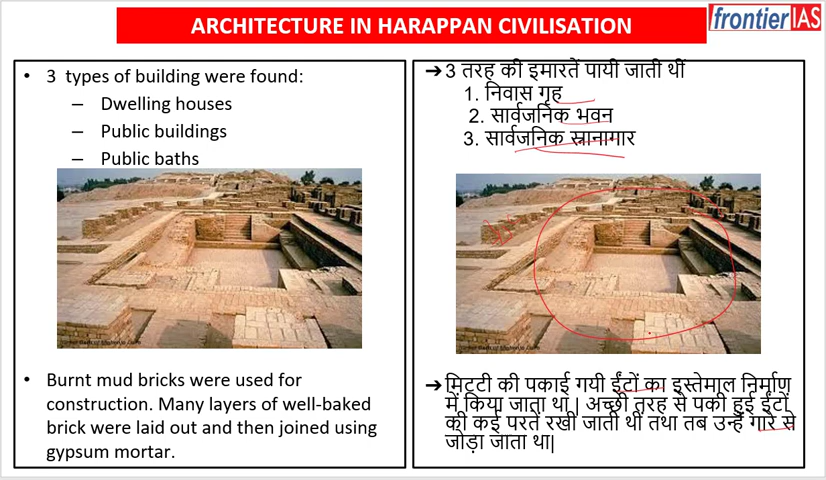 ARCHITECTURE IN HARAPPAN CIVILISATION
frontier IAS
• 3 types of building were found:
– Dwelling houses
– Public buildings
– Public baths
• Burnt mud bricks were used for
construction. Many layers of well-baked
brick were laid out and then joined using
gypsum mortar.
➔3 तरह की इमारतें पायी जाती थीं
1. निवास गृह
2. सार्वजनिक भवन
3. सार्वजनिक स्नानागार
➔मिटटी की पकाई गयी ईंटों का इस्तेमाल निर्माण
में किया जाता था | अच्छी तरह से पकी हुई ईंटों
की कई परतें रखी जाती थी तथा तब उन्हें गारे से
जोड़ा जाता था|